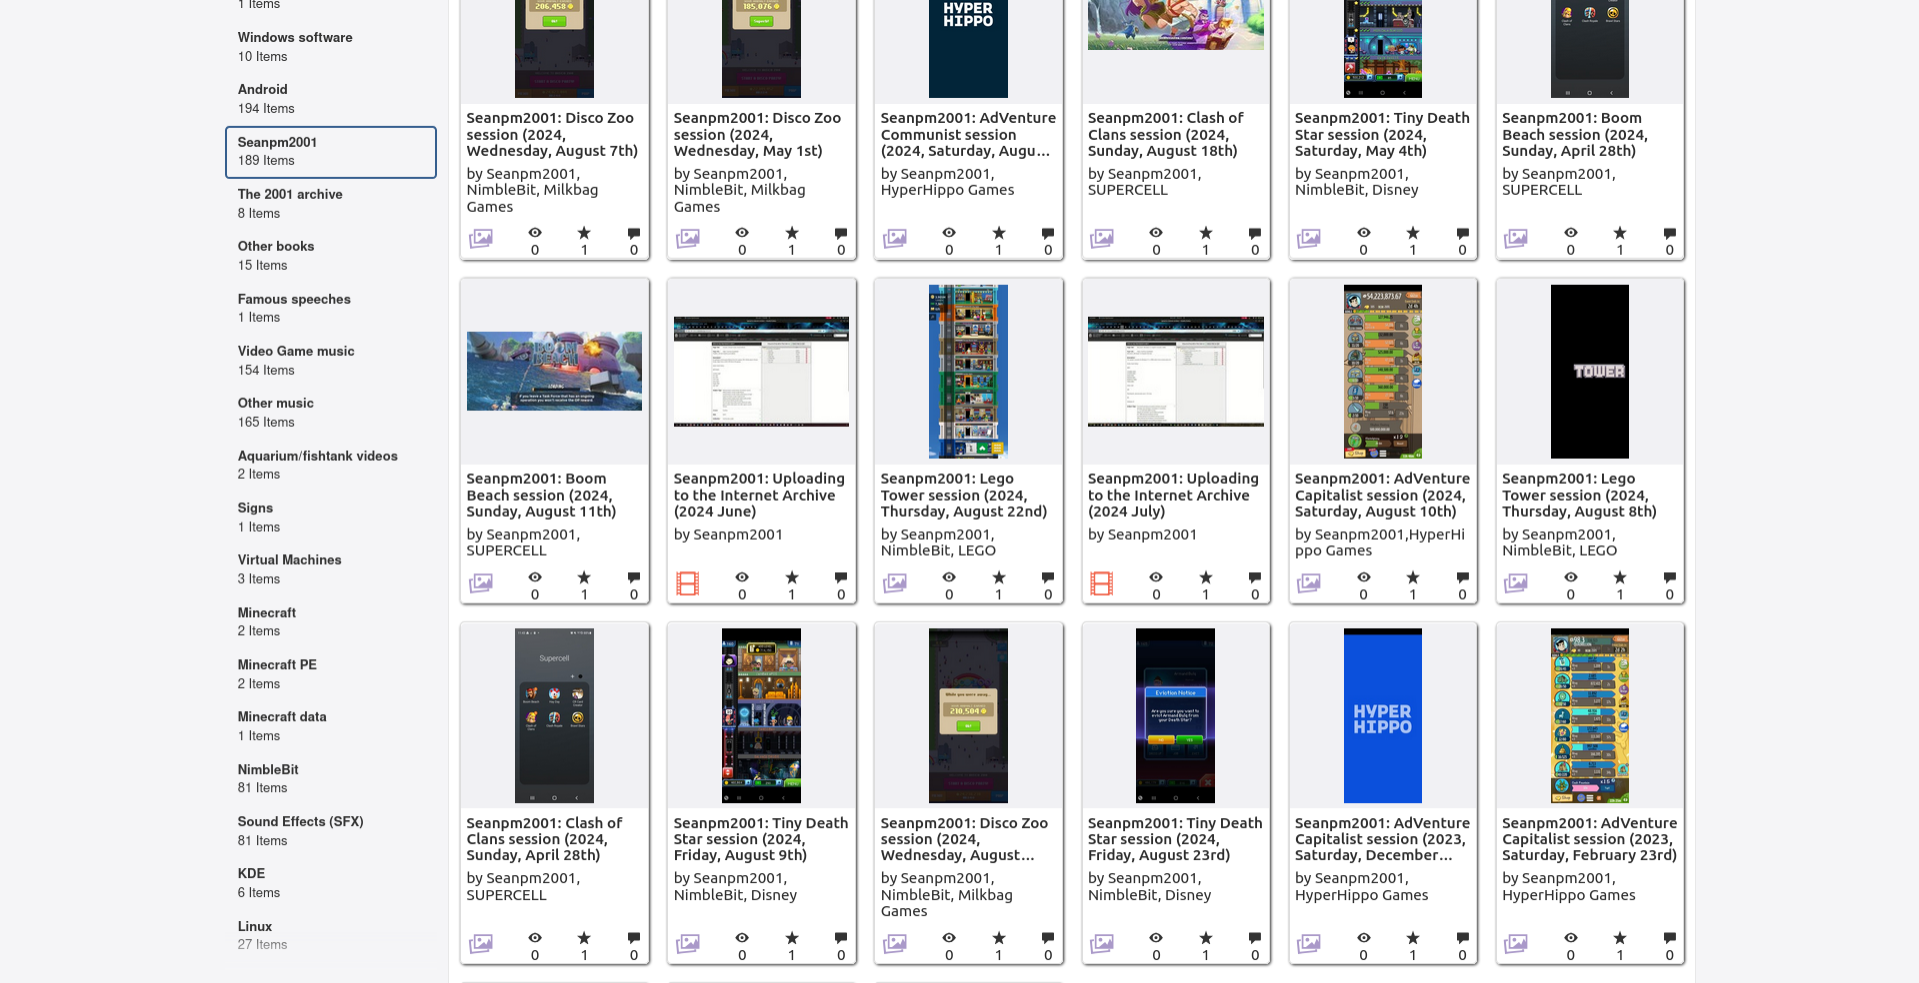 1 Items
Windows software
10 Items
Android
194 Items
Seanpm2001
189 Items
The 2001 archive
8 Items
Other books
15 Items
Famous speeches
1 Items
Video Game music
154 Items
Other music
165 Items
Aquarium/fishtank videos
2 Items
Signs
1 Items
Virtual Machines
3 Items
Minecraft
2 Items
Minecraft PE
2 Items
Minecraft data
1 Items
NimbleBit
81 Items
Sound Effects (SFX)
81 Items
KDE
6 Items
Linux
27 Items
206,458
185,076
HYPER
HIPPO
Seanpm2001: Disco Zoo
session (2024,
Wednesday, August 7th)
by Seanpm2001,
NimbleBit, Milkbag
Games
0 1 0
Seanpm2001: Disco Zoo
session (2024,
Wednesday, May 1st)
by Seanpm2001,
NimbleBit, Milkbag
Games
0 1 0
Seanpm2001: AdVenture
Communist session
(2024, Saturday, Augu...
by Seanpm2001,
HyperHippo Games
0 1 0
Seanpm2001: Clash of
Clans session (2024,
Sunday, August 18th)
by Seanpm2001,
SUPERCELL
0 1 0
Seanpm2001: Tiny Death
Star session (2024,
Saturday, May 4th)
by Seanpm2001,
NimbleBit, Disney
0 1 0
Seanpm2001: Boom
Beach session (2024,
Sunday, April 28th)
by Seanpm2001,
SUPERCELL
0 1 0
Seanpm2001: Boom
Beach session (2024,
Sunday, August 11th)
by Seanpm2001,
SUPERCELL
0 1 0
Seanpm2001: Uploading
to the Internet Archive
(2024 June)
by Seanpm2001
0 1 0
Seanpm2001: Lego
Tower session (2024,
Thursday, August 22nd)
by Seanpm2001,
NimbleBit, LEGO
0 1 0
Seanpm2001: Uploading
to the Internet Archive
(2024 July)
by Seanpm2001
0 1 0
54,223,873.67
Seanpm2001: AdVenture
Capitalist session (2024,
Saturday, August 10th)
by Seanpm2001,HyperHi
ppo Games
0 1 0
TOWER
Seanpm2001: Lego
Tower session (2024,
Thursday, August 8th)
by Seanpm2001,
NimbleBit, LEGO
0 1 0
Supercell
Seanpm2001: Clash of
Clans session (2024,
Sunday, April 28th)
by Seanpm2001,
SUPERCELL
0 1 0
Seanpm2001: Tiny Death
Star session (2024,
Friday, August 9th)
by Seanpm2001,
NimbleBit, Disney
0 1 0
While you were away...
210,504
Seanpm2001: Disco Zoo
session (2024,
Wednesday, August...
by Seanpm2001,
NimbleBit, Milkbag
Games
0 1 0
Eviction Notice
Seanpm2001: Tiny Death
Star session (2024,
Friday, August 23rd)
by Seanpm2001,
NimbleBit, Disney
0 1 0
HYPER
HIPPO
Seanpm2001: AdVenture
Capitalist session (2023,
Saturday, December...
by Seanpm2001,
HyperHippo Games
0 1 0
Seanpm2001: AdVenture
Capitalist session (2023,
Saturday, February 23rd)
by Seanpm2001,
HyperHippo Games
0 1 0